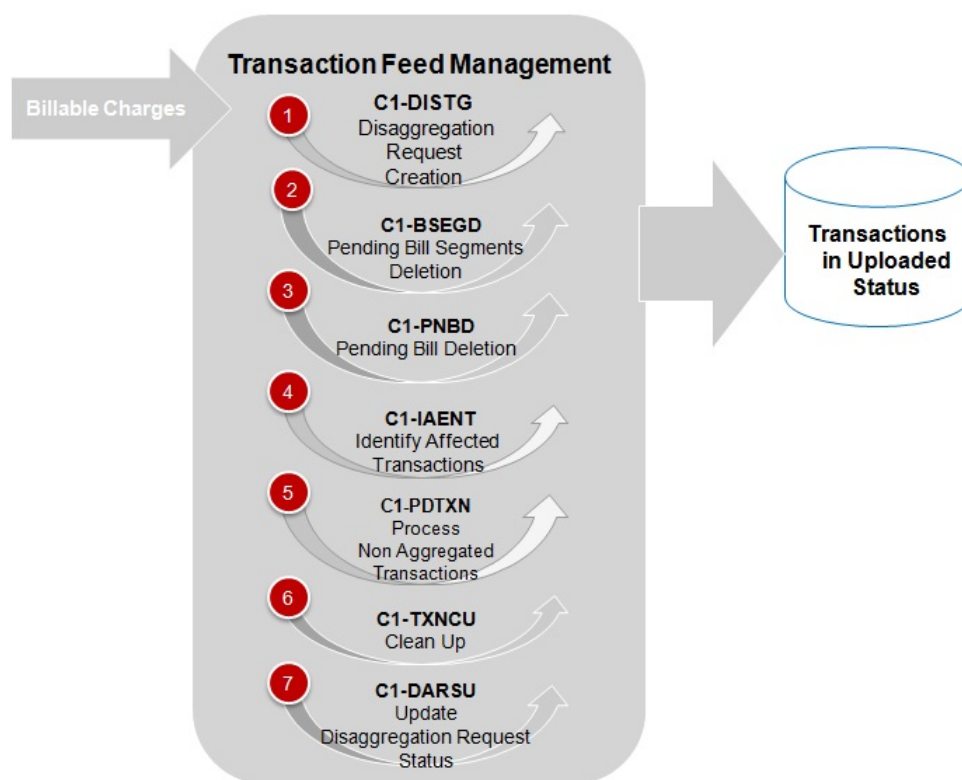 Transaction Feed Management
Billable Charges
1
C1-DISTG
Disaggregation
Request
Creation
2
C1-BSEGD
Pending Bill Segments
Deletion
3
C1-PNBD
Pending Bill Deletion
4
C1-IAENT
Identify Affected
Transactions
5
C1-PDTXN
Process
Non Aggregated
Transactions
6
C1-TXNCU
Clean Up
7
C1-DARSU
Update
Disaggregation Request
Status
Transactions
in Uploaded
Status